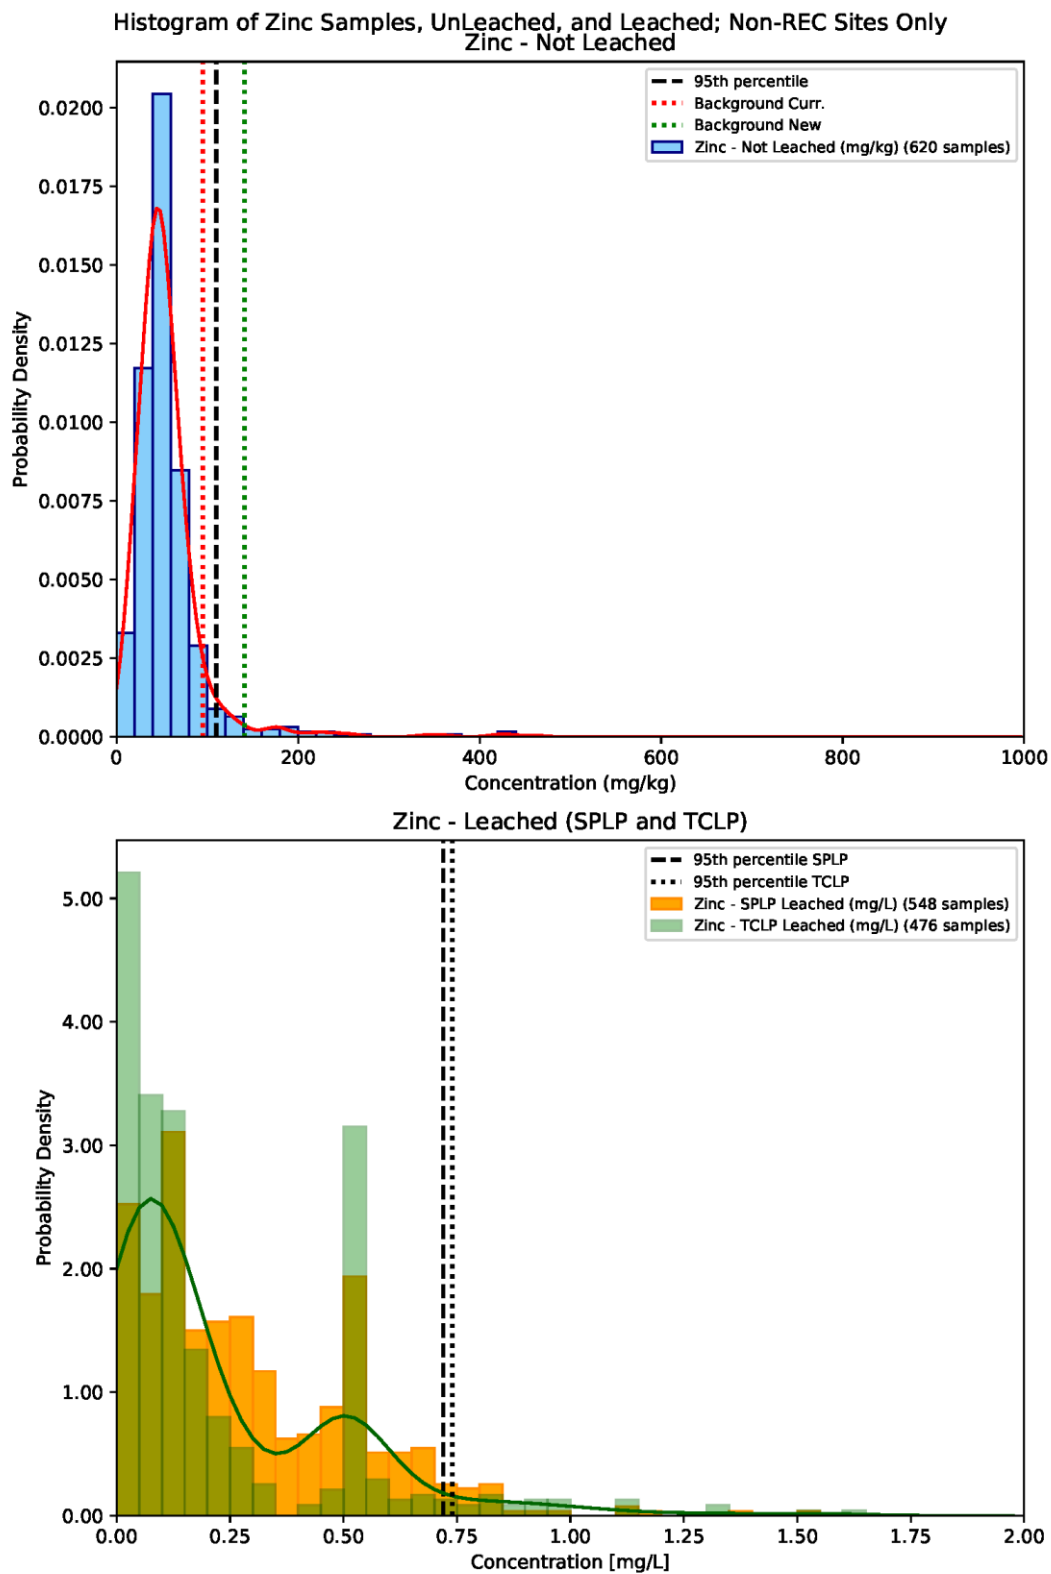 Histogram of Zinc Samples, UnLeached, and Leached; Non-REC Sites Only
Zinc - Not Leached
95th percentile
Background Curr.
Background New
Zinc - Not Leached (mg/kg) (620 samples)
0.0200
0.0175
0.0150
0.0125
0.0100
0.0075
0.0050
0.0025
0.0000
Probability Density
0 200 400 600 800 1000
Concentration (mg/kg)
Zinc - Leached (SPLP and TCLP)
95th percentile SPLP
95th percentile TCLP
Zinc - SPLP Leached (mg/L) (548 samples)
Zinc - TCLP Leached (mg/L) (476 samples)
5.00
4.00
3.00
2.00
1.00
0.00
Probability Density
0.00 0.25 0.50 0.75 1.00 1.25 1.50 1.75 2.00
Concentration [mg/L]